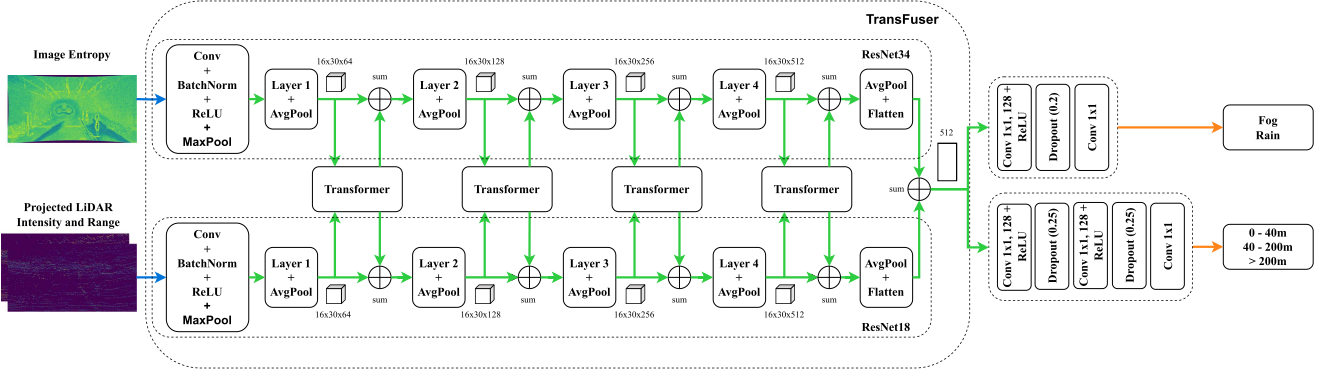 TransFuser
Image Entropy
ResNet34
Conv
+
BatchNorm
+
ReLU
+
MaxPool
Layer 1
+
AvgPool
16x30x64
sum
Layer 2
+
AvgPool
16x30x128
sum
Layer 3
+
AvgPool
16x30x256
sum
Layer 4
+
AvgPool
16x30x512
sum
AvgPool
+
Flatten
Transformer
Transformer
Transformer
Transformer
Projected LiDAR
Intensity and Range
Conv
+
BatchNorm
+
ReLU
+
MaxPool
Layer 1
+
AvgPool
16x30x64
sum
Layer 2
+
AvgPool
16x30x128
sum
Layer 3
+
AvgPool
16x30x256
sum
Layer 4
+
AvgPool
16x30x512
sum
AvgPool
+
Flatten
ResNet18
sum
512
Conv 1x1, 128 +
ReLU
Dropout (0.2)
Conv 1x1
Fog
Rain
Conv 1x1, 128 +
ReLU
Dropout (0.25)
Conv 1x1, 128 +
ReLU
Dropout (0.25)
Conv 1x1
0 - 40m
40 - 200m
> 200m